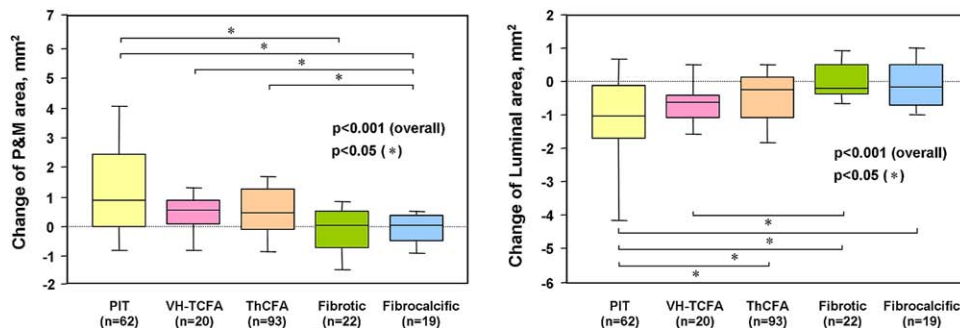 Change of P&M area, mm²
7
6
5
4
3
2
1
0
-1
-2
*
*
*
*
p<0.001 (overall)
p<0.05 (*)
PIT
(n=62)
VH-TCFA
(n=20)
ThCFA
(n=93)
Fibrotic
(n=22)
Fibrocalcific
(n=19)
Change of Luminal area, mm²
2
0
-1
-2
-3
-4
-5
-6
p<0.001 (overall)
p<0.05 (*)
*
*
*
*
PIT
(n=62)
VH-TCFA
(n=20)
ThCFA
(n=93)
Fibrotic
(n=22)
Fibrocalcific
(n=19)